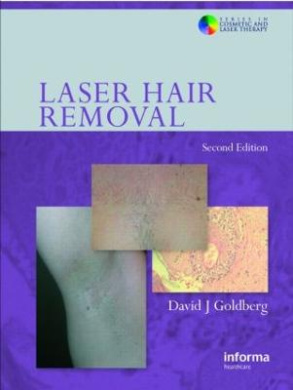 SERIES IN
COSMETIC AND
LASER THERAPY
LASER HAIR
REMOVAL
Second Edition
David J Goldberg
informa
healthcare